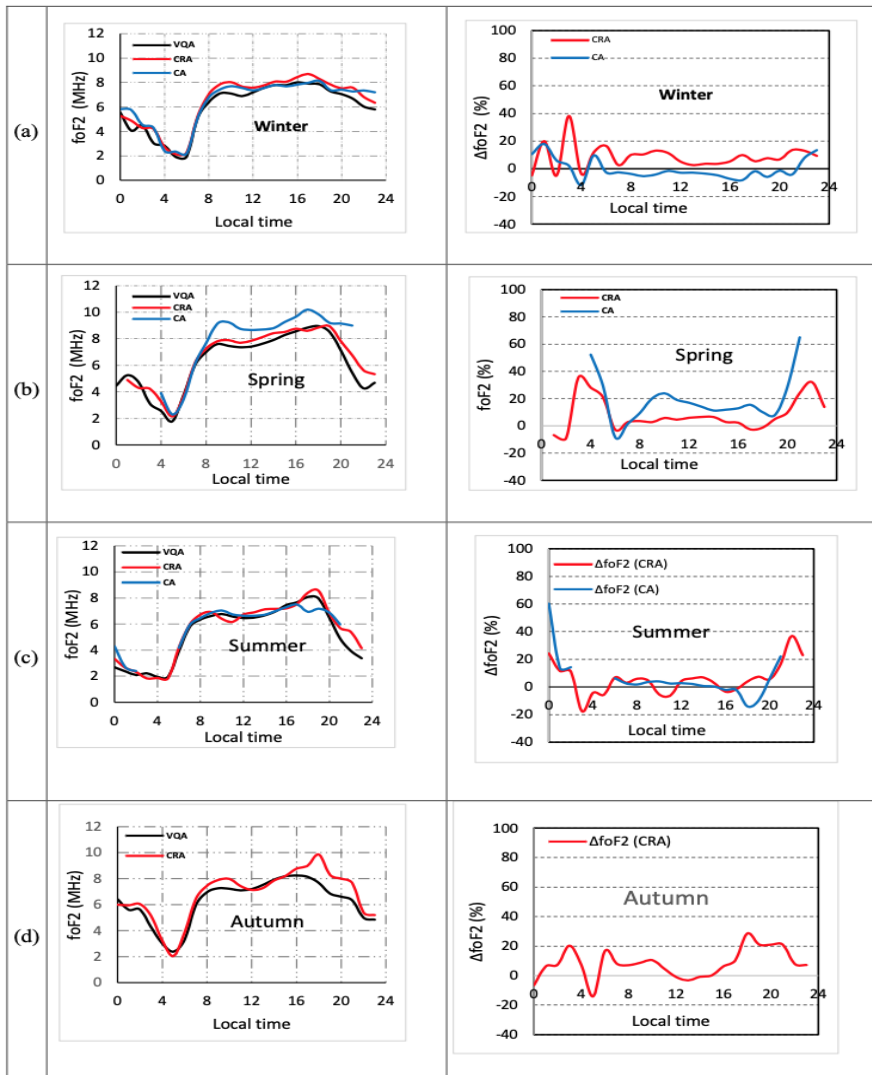 (a)
foF2 (MHz)
12
10
8
6
4
2
0
VQA
CRA
CA
Winter
0 4 8 12 16 20 24
Local time
ΔfoF2 (%)
100
80
60
40
20
0
-20
-40
CRA
CA
Winter
0 4 8 12 16 20 24
Local time
(b)
foF2 (MHz)
12
10
8
6
4
2
0
VQA
CRA
CA
Spring
0 4 8 12 16 20 24
Local time
foF2 (%)
100
80
60
40
20
0
-20
-40
CRA
CA
Spring
0 4 8 12 16 20 24
Local time
(c)
foF2 (MHz)
12
10
8
6
4
2
0
VQA
CRA
CA
Summer
0 4 8 12 16 20 24
Local time
ΔfoF2 (%)
100
80
60
40
20
0
-20
-40
ΔfoF2 (CRA)
ΔfoF2 (CA)
Summer
0 4 8 12 16 20 24
Local time
(d)
foF2 (MHz)
12
10
8
6
4
2
0
VQA
CRA
Autumn
0 4 8 12 16 20 24
Local time
ΔfoF2 (%)
100
80
60
40
20
0
-20
-40
ΔfoF2 (CRA)
Autumn
0 4 8 12 16 20 24
Local time